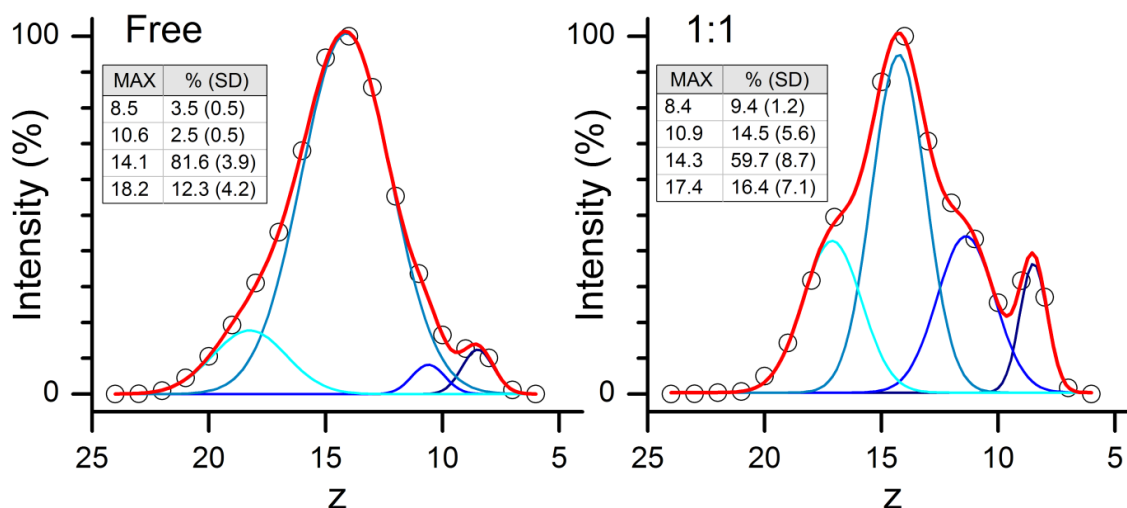 Free
100
MAX % (SD)
8.5 3.5 (0.5)
10.6 2.5 (0.5)
14.1 81.6 (3.9)
18.2 12.3 (4.2)
Intensity (%)
0
25 20 15 10 5
z
1:1
100
MAX % (SD)
8.4 9.4 (1.2)
10.9 14.5 (5.6)
14.3 59.7 (8.7)
17.4 16.4 (7.1)
Intensity (%)
0
25 20 15 10 5
z